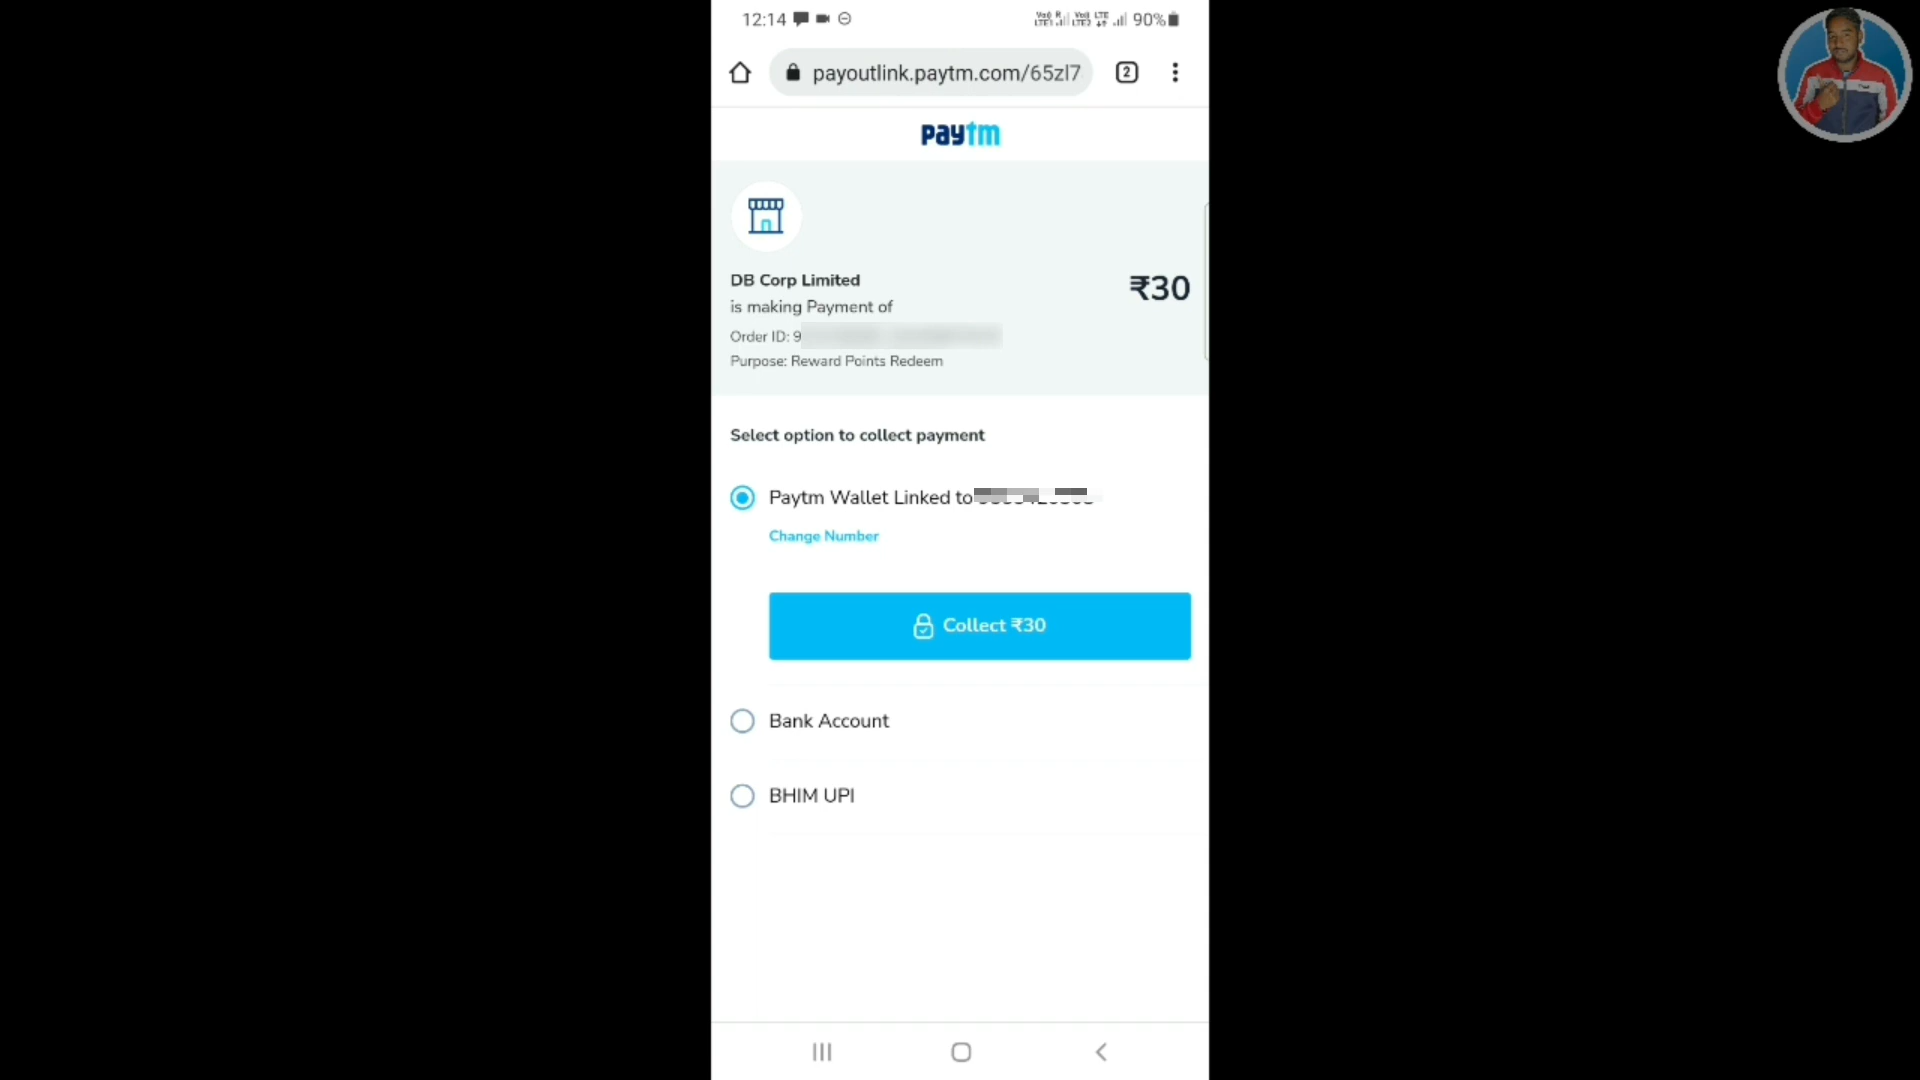 12:14
90%
payoutlink.paytm.com/65zl7
2
paytm
DB Corp Limited
₹30
is making Payment of
Order ID: 9
Purpose: Reward Points Redeem
Select option to collect payment
Paytm Wallet Linked to
Change Number
Collect ₹30
Bank Account
BHIM UPI